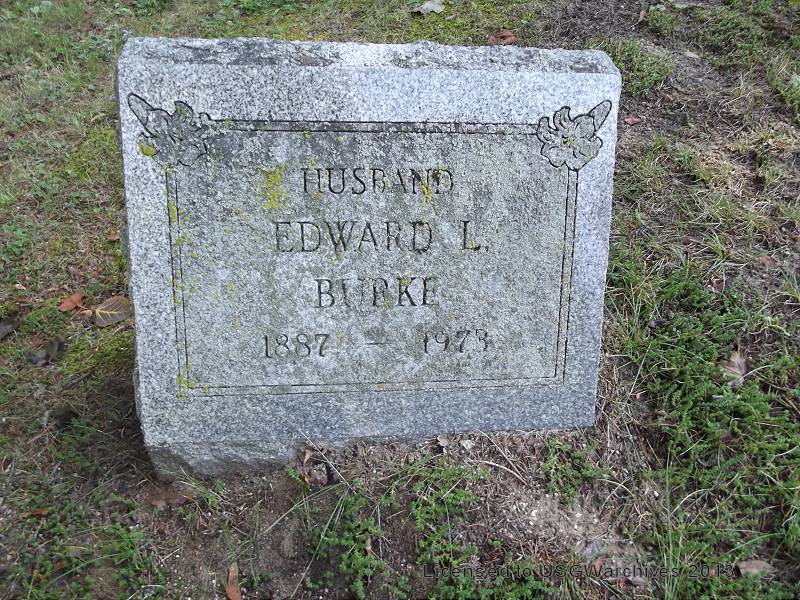 HUSBAND
EDWARD L.
BURKE
1887 — 1973
Licensed to USGWarchives 2013